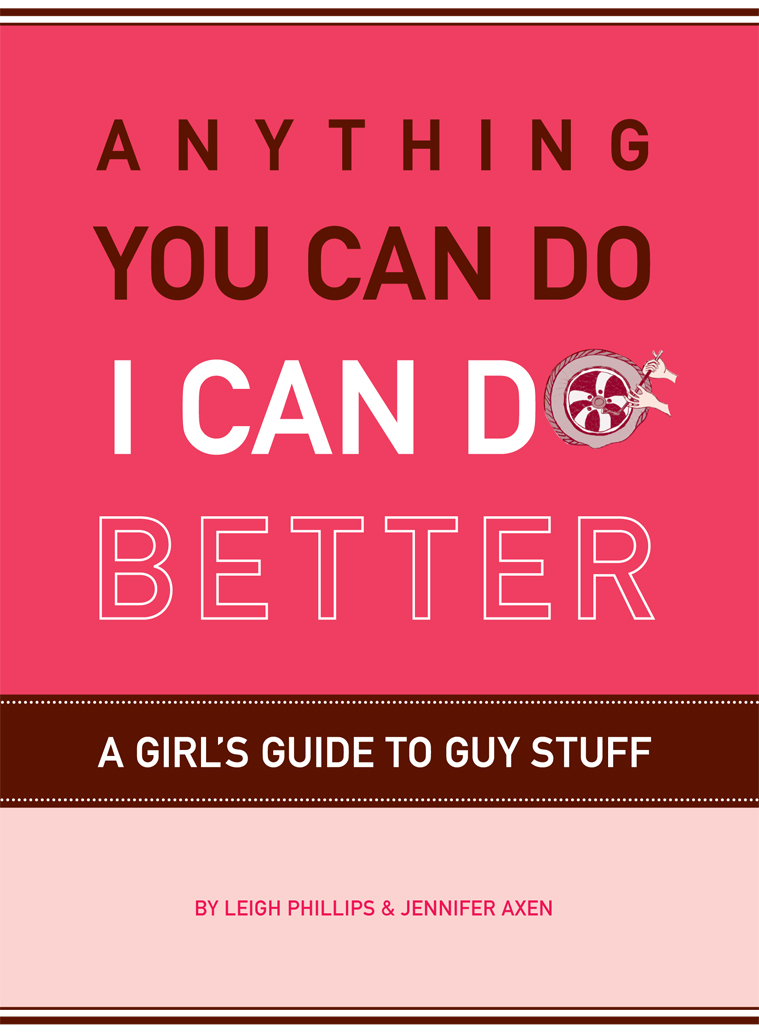 ANYTHING
YOU CAN DO
I CAN DO
BETTER
A GIRL'S GUIDE TO GUY STUFF
BY LEIGH PHILLIPS & JENNIFER AXEN